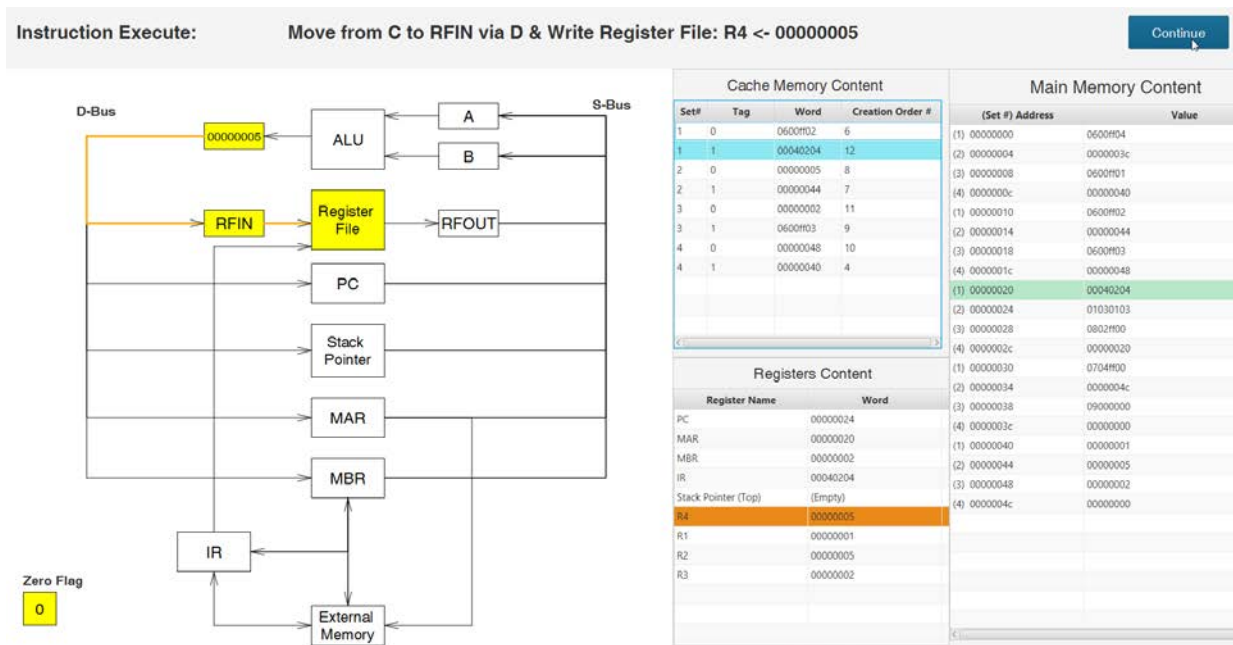 Instruction Execute: Move from C to RFIN via D & Write Register File: R4 <- 00000005
Continue
D-Bus
S-Bus
00000005
ALU
A
B
RFIN
Register
File
RFOUT
PC
Stack
Pointer
MAR
MBR
IR
External
Memory
Zero Flag
0
Cache Memory Content
Set# Tag Word Creation Order #
1 0 0600ff02 6
1 1 00040204 12
2 0 00000005 8
2 1 00000044 7
3 0 00000002 11
3 1 0600ff03 9
4 0 00000048 10
4 1 00000040 4
Registers Content
Register Name Word
PC 00000024
MAR 00000020
MBR 00000002
IR 00040204
Stack Pointer (Top) (Empty)
R4 00000005
R1 00000001
R2 00000005
R3 00000002
Main Memory Content
(Set #) Address Value
(1) 00000000 0600ff04
(2) 00000004 0000003c
(3) 00000008 0600ff01
(4) 0000000c 00000040
(1) 00000010 0600ff02
(2) 00000014 00000044
(3) 00000018 0600ff03
(4) 0000001c 00000048
(1) 00000020 00040204
(2) 00000024 01030103
(3) 00000028 0802ff00
(4) 0000002c 00000020
(1) 00000030 0704ff00
(2) 00000034 0000004c
(3) 00000038 09000000
(4) 0000003c 00000000
(1) 00000040 00000001
(2) 00000044 00000005
(3) 00000048 00000002
(4) 0000004c 00000000